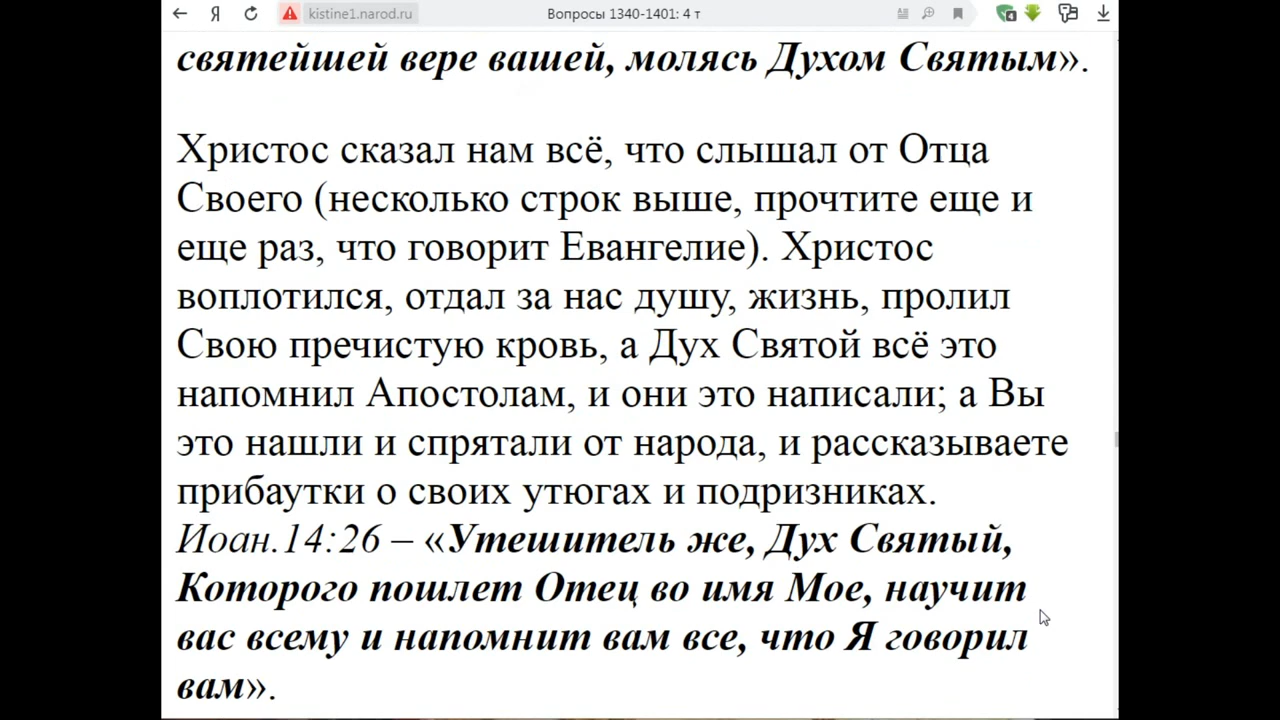 Я
kistine1.narod.ru
Вопросы 1340-1401: 4 т
4
святейшей вере вашей, молясь Духом Святым».
Христос сказал нам всё, что слышал от Отца
Своего (несколько строк выше, прочтите еще и
еще раз, что говорит Евангелие). Христос
воплотился, отдал за нас душу, жизнь, пролил
Свою пречистую кровь, а Дух Святой всё это
напомнил Апостолам, и они это написали; а Вы
это нашли и спрятали от народа, и рассказываете
прибаутки о своих утюгах и подризниках.
Иоан.14:26 – «Утешитель же, Дух Святый,
Которого пошлет Отец во имя Мое, научит
вас всему и напомнит вам все, что Я говорил
вам».